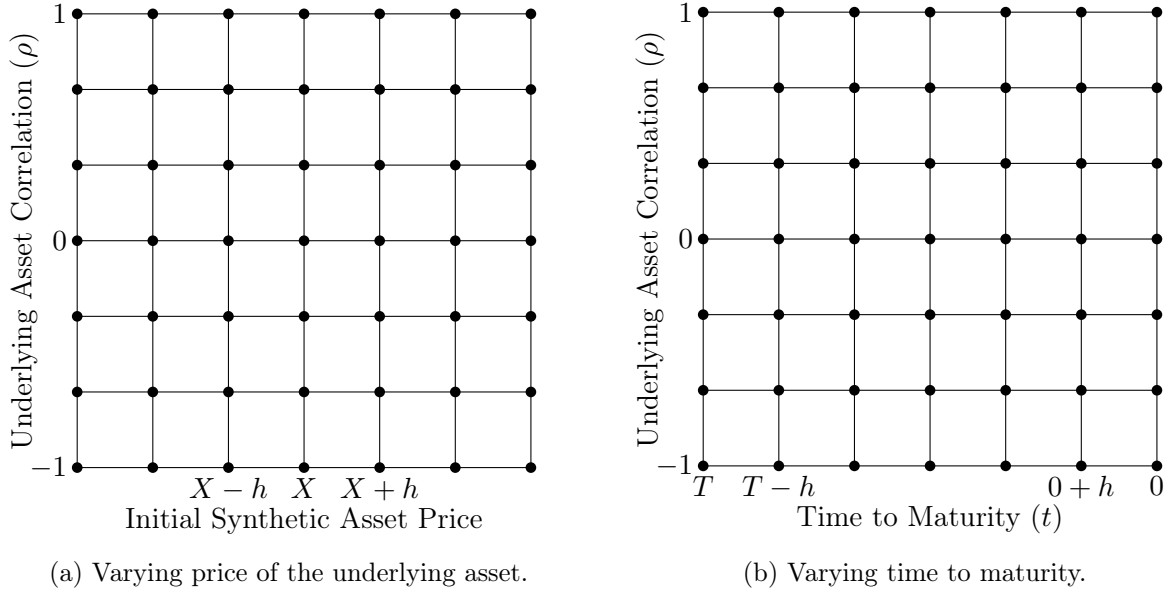 Underlying Asset Correlation (ρ)
1
0
−1
X − h
X
X + h
Initial Synthetic Asset Price
(a) Varying price of the underlying asset.
Underlying Asset Correlation (ρ)
1
0
−1
T
T − h
0 + h
0
Time to Maturity (t)
(b) Varying time to maturity.